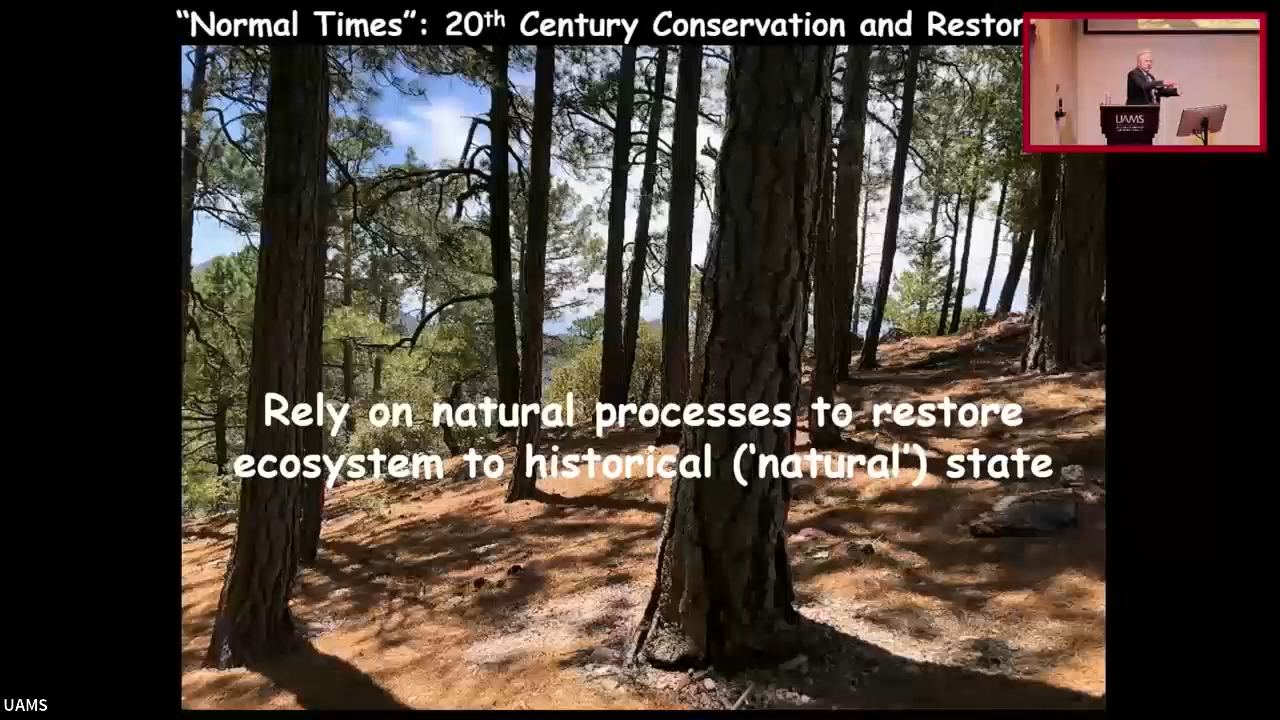 “Normal Times”: 20th Century Conservation and Restor
Rely on natural processes to restore
ecosystem to historical (‘natural’) state
UAMS
UAMS